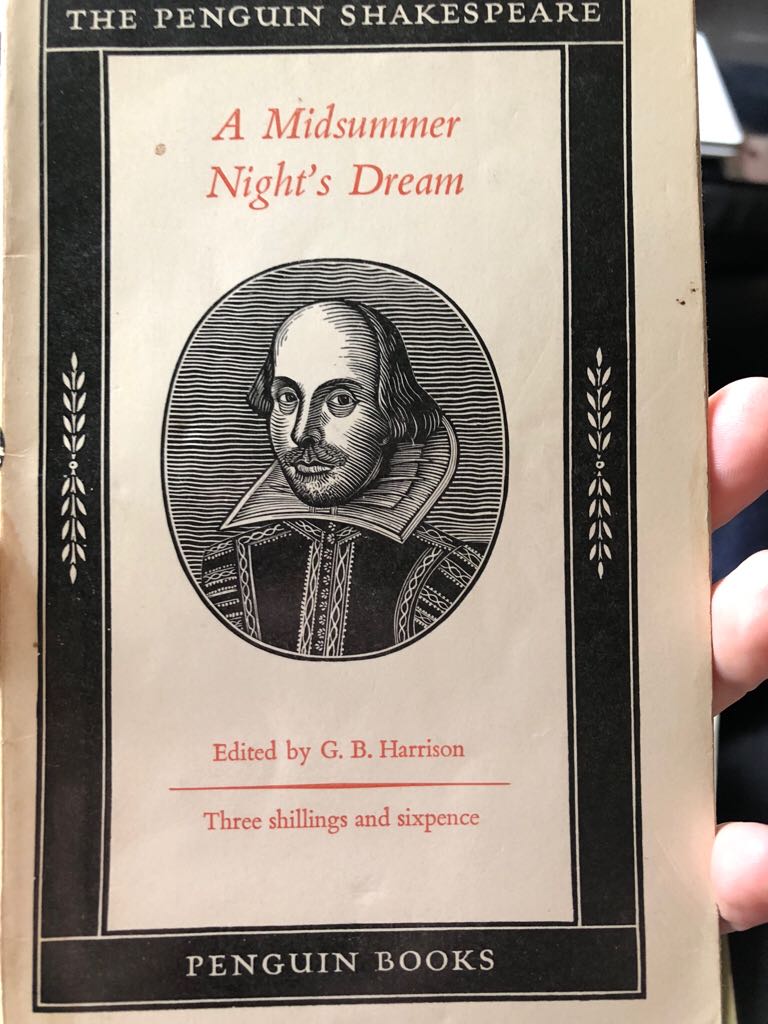 THE PENGUIN SHAKESPEARE
A Midsummer
Night's Dream
Edited by G. B. Harrison
Three shillings and sixpence
PENGUIN BOOKS